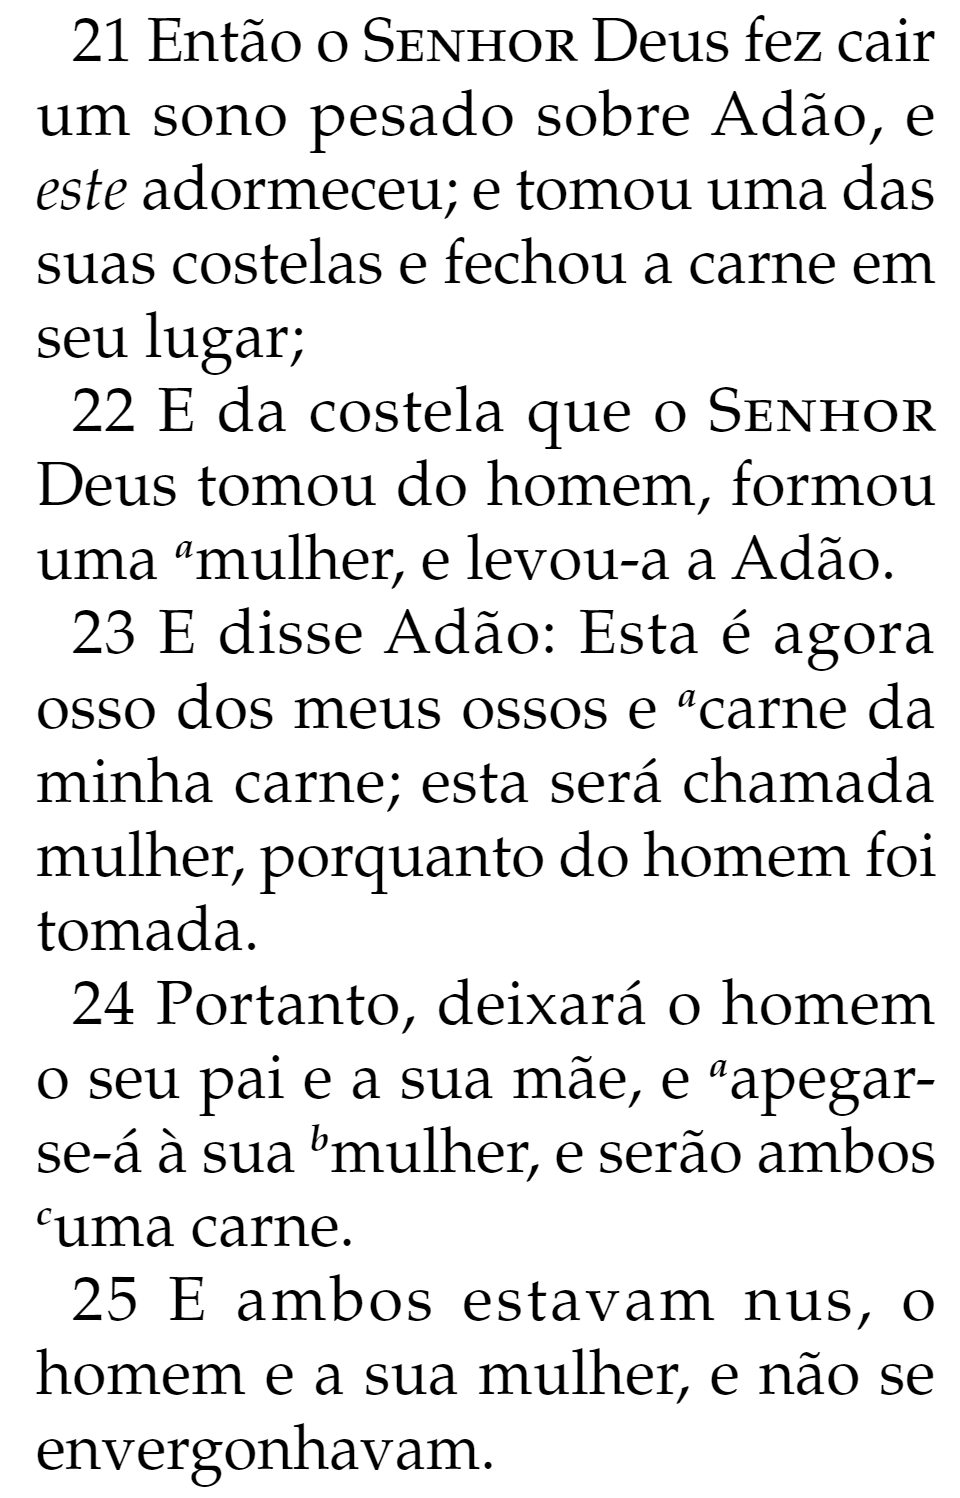 21 Então o SENHOR Deus fez cair
um sono pesado sobre Adão, e
este adormeceu; e tomou uma das
suas costelas e fechou a carne em
seu lugar;
22 E da costela que o SENHOR
Deus tomou do homem, formou
uma ᵃmulher, e levou-a a Adão.
23 E disse Adão: Esta é agora
osso dos meus ossos e ᵃcarne da
minha carne; esta será chamada
mulher, porquanto do homem foi
tomada.
24 Portanto, deixará o homem
o seu pai e a sua mãe, e ᵃapegar-
se-á à sua ᵇmulher, e serão ambos
ᶜuma carne.
25 E ambos estavam nus, o
homem e a sua mulher, e não se
envergonhavam.